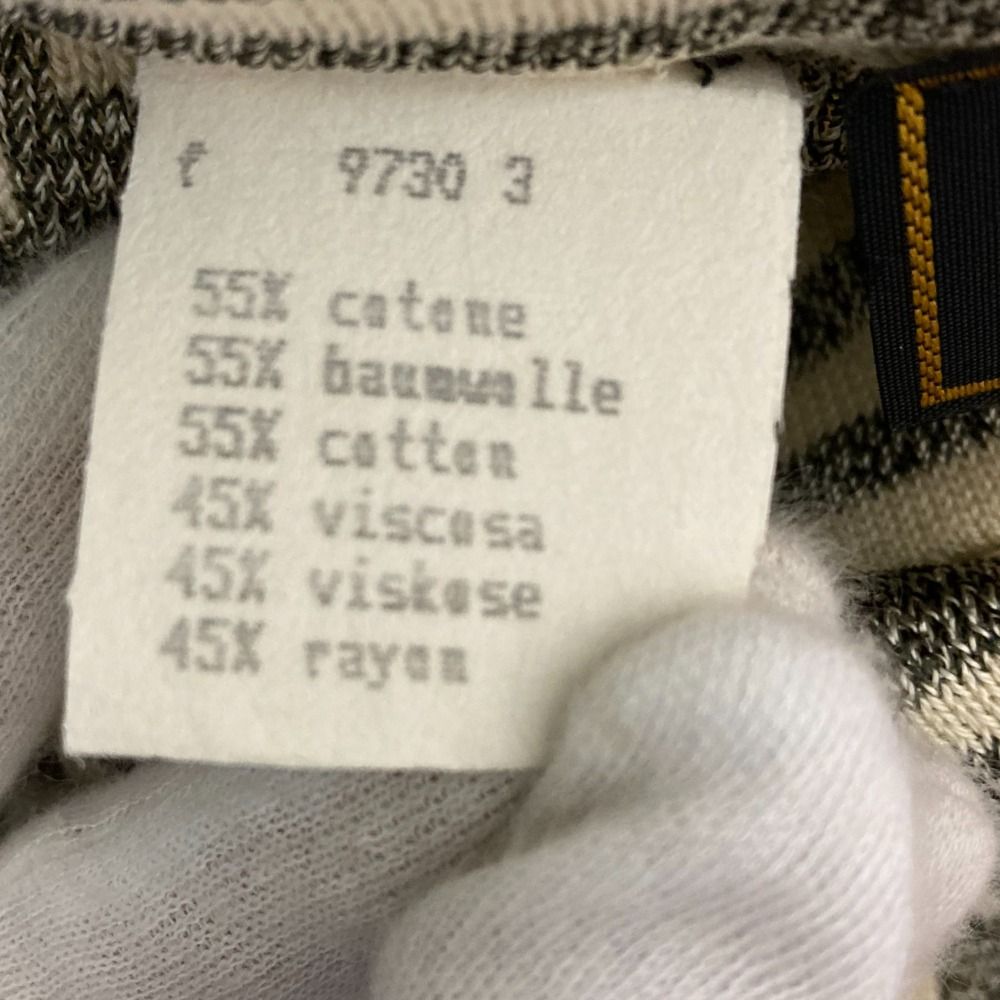 9730 3
55% cotone
55% baumwolle
55% cotton
45% viscosa
45% viskose
45% rayon